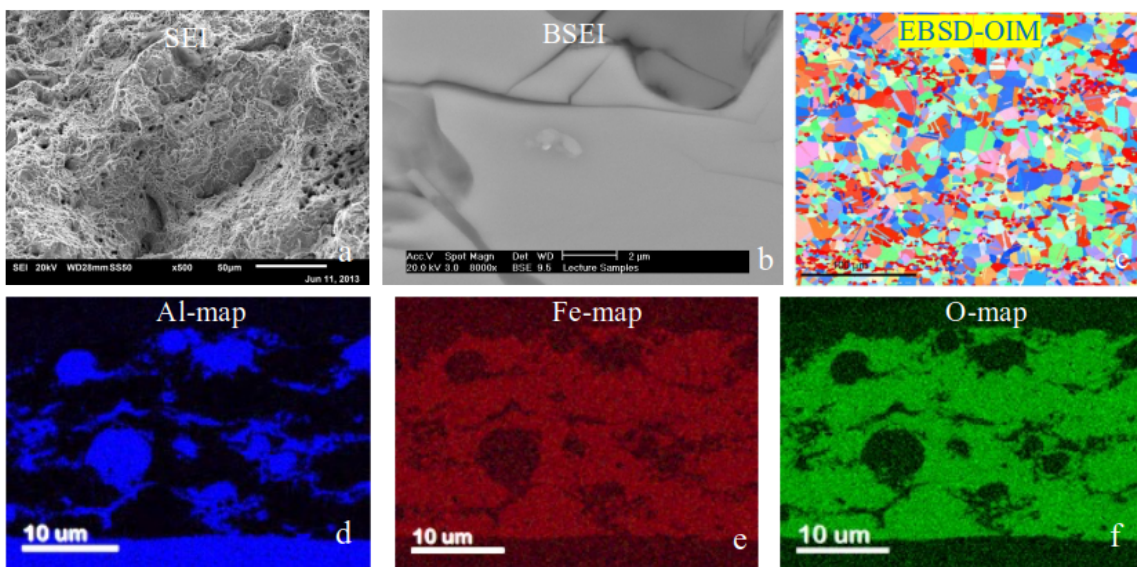 SEI
a
SEI 20kV WD28mm SS50 x500 50µm
Jun 11, 2013
BSEI
Acc.V Spot Magn Det WD 2 µm
20.0 kV 3.0 8000x BSE 9.5 Lecture Samples
b
EBSD-OIM
c
Al-map
10 um
d
Fe-map
10 um
e
O-map
10 um
f